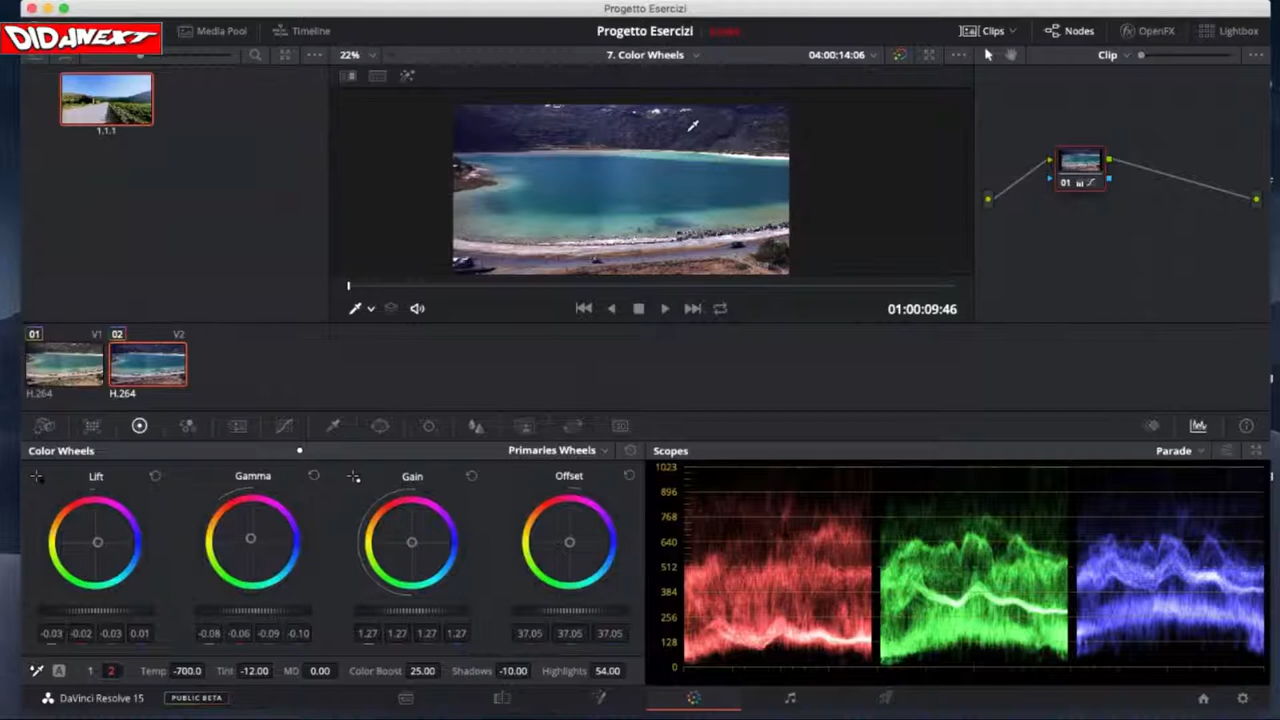 Progetto Esercizi
DIDANEXT
Media Pool
Timeline
Progetto Esercizi
Clips
Nodes
OpenFX
Lightbox
22%
7. Color Wheels
04:00:14:06
Clip
1.1.1
01
01:00:09:46
01
V1
02
V2
H.264
H.264
Color Wheels
Primaries Wheels
Scopes
Parade
Lift
Gamma
Gain
Offset
1023
896
768
640
512
384
256
128
0
-0.03 -0.02 -0.03 0.01
-0.08 -0.06 -0.09 -0.10
1.27 1.27 1.27 1.27
37.05 37.05 37.05
A 1 2 Temp -700.0 Tint -12.00 MD 0.00 Color Boost 25.00 Shadows -10.00 Highlights 54.00
DaVinci Resolve 15
PUBLIC BETA